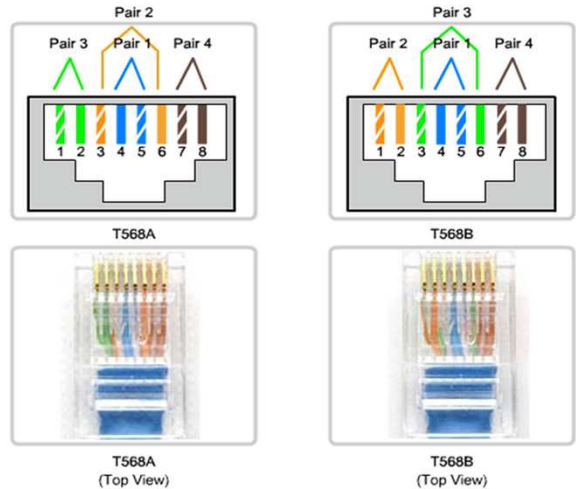 Pair 2
Pair 3 Pair 1 Pair 4
1 2 3 4 5 6 7 8
T568A
Pair 3
Pair 2 Pair 1 Pair 4
1 2 3 4 5 6 7 8
T568B
T568A
(Top View)
T568B
(Top View)